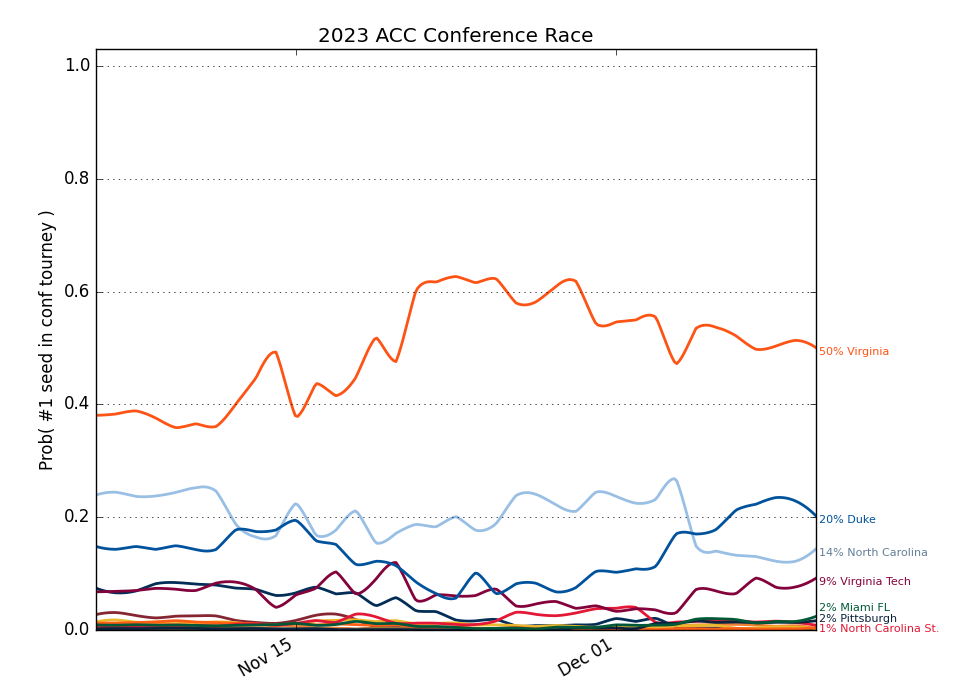 2023 ACC Conference Race
Prob( #1 seed in conf tourney )
1.0
0.8
0.6
0.4
0.2
0.0
Nov 15
Dec 01
50% Virginia
20% Duke
14% North Carolina
9% Virginia Tech
2% Miami FL
2% Pittsburgh
1% North Carolina St.